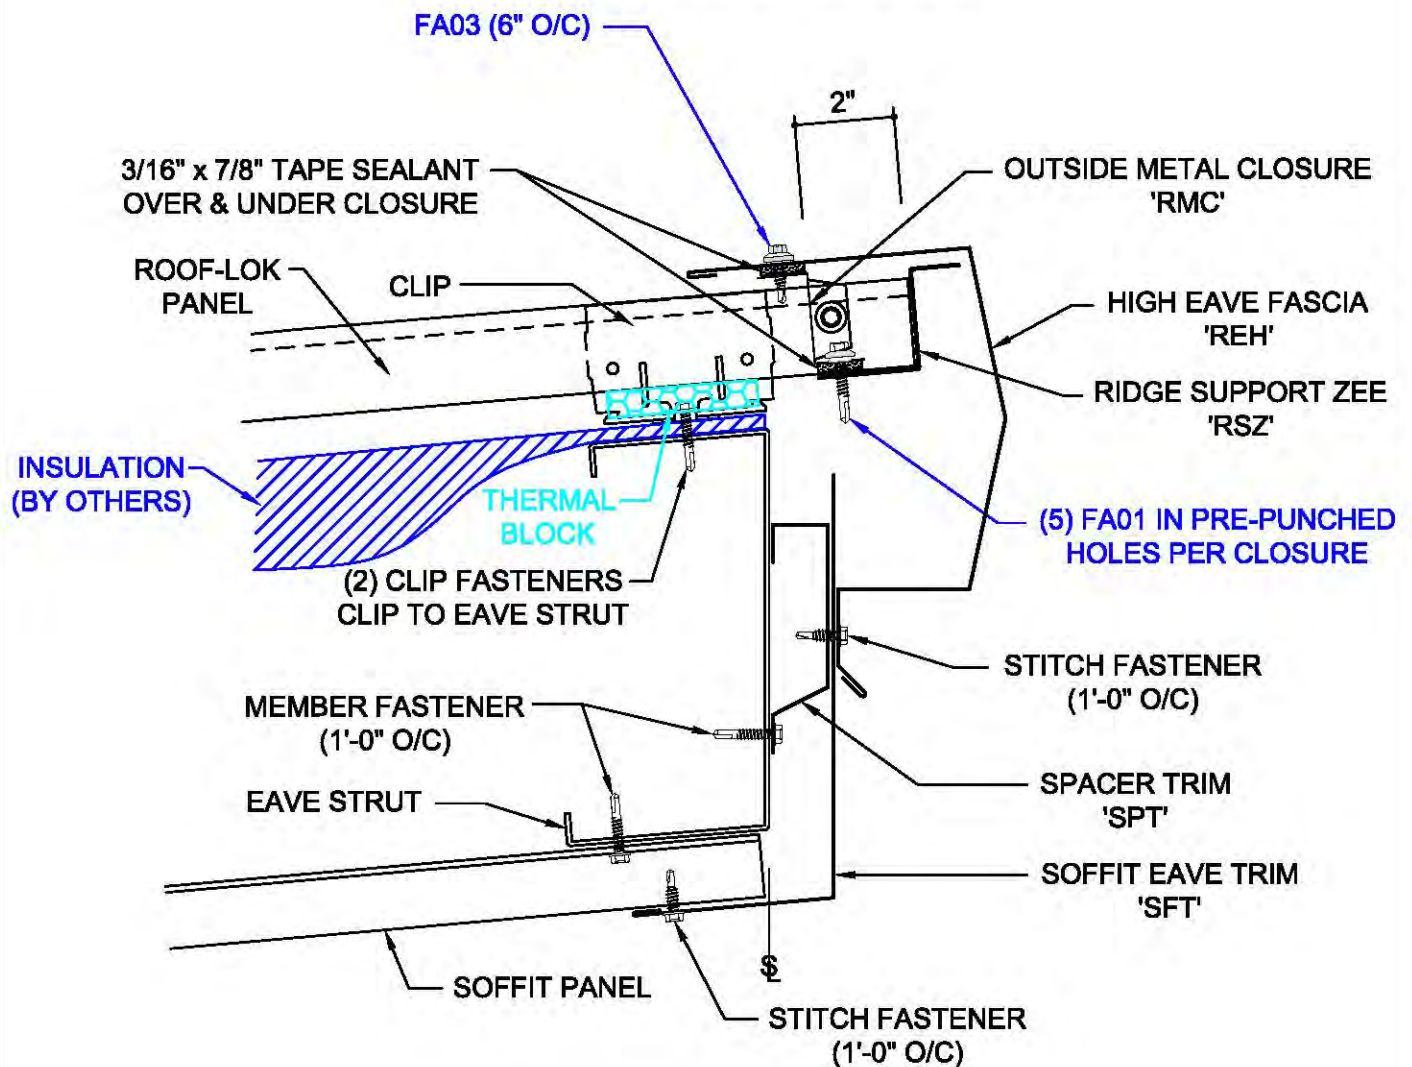 FA03 (6" O/C)
2"
3/16" x 7/8" TAPE SEALANT
OVER & UNDER CLOSURE
OUTSIDE METAL CLOSURE
'RMC'
ROOF-LOK
PANEL
CLIP
HIGH EAVE FASCIA
'REH'
RIDGE SUPPORT ZEE
'RSZ'
INSULATION
(BY OTHERS)
THERMAL
BLOCK
(5) FA01 IN PRE-PUNCHED
HOLES PER CLOSURE
(2) CLIP FASTENERS
CLIP TO EAVE STRUT
STITCH FASTENER
(1'-0" O/C)
MEMBER FASTENER
(1'-0" O/C)
SPACER TRIM
'SPT'
EAVE STRUT
SOFFIT EAVE TRIM
'SFT'
SOFFIT PANEL
STITCH FASTENER
(1'-0" O/C)